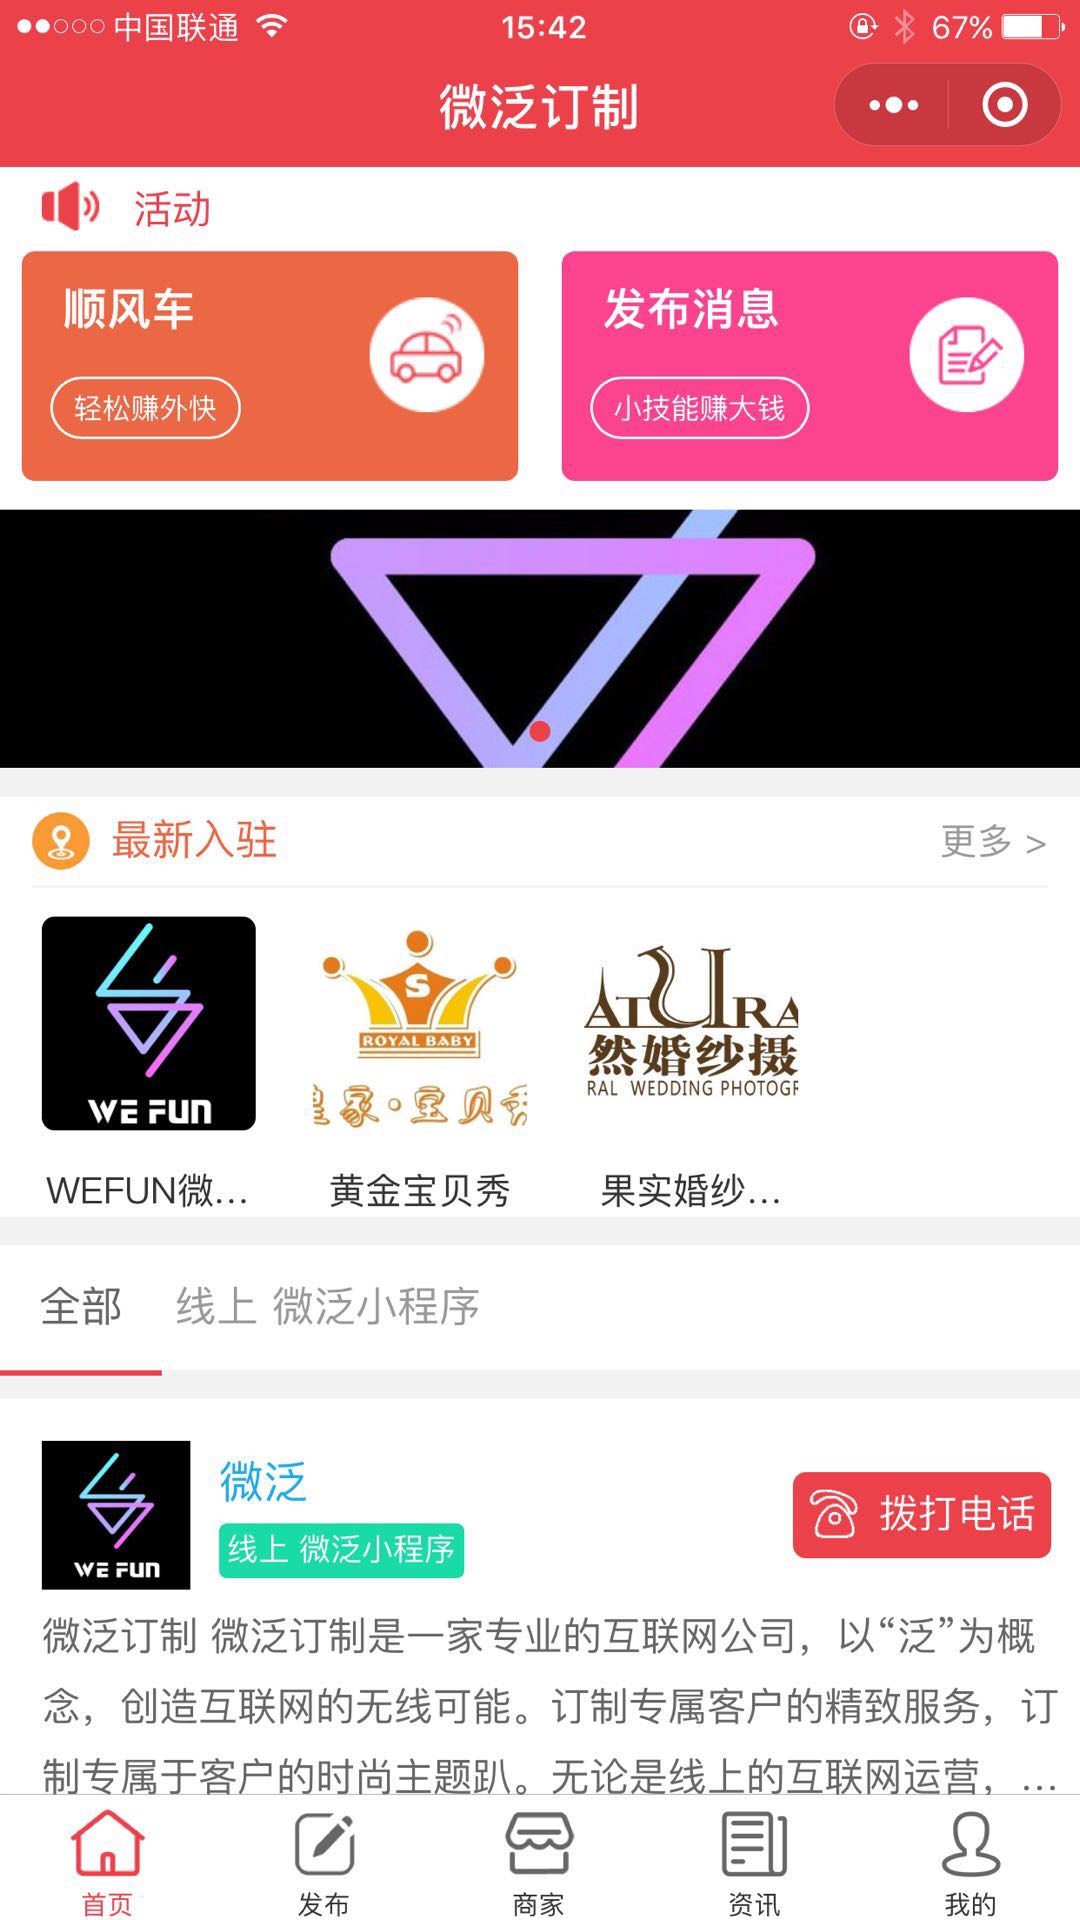 中国联通
15:42
67%
微泛订制
活动
顺风车
轻松赚外快
发布消息
小技能赚大钱
最新入驻
更多 >
WE FUN
S
ROYAL BABY
皇家·宝贝秀
ATURA
然婚纱摄
RAL WEDDING PHOTOGR
WEFUN微...
黄金宝贝秀
果实婚纱...
全部
线上 微泛小程序
WE FUN
微泛
线上 微泛小程序
拨打电话
微泛订制 微泛订制是一家专业的互联网公司，以“泛”为概
念，创造互联网的无线可能。订制专属客户的精致服务，订
制专属于客户的时尚主题趴。无论是线上的互联网运营，...
首页
发布
商家
资讯
我的